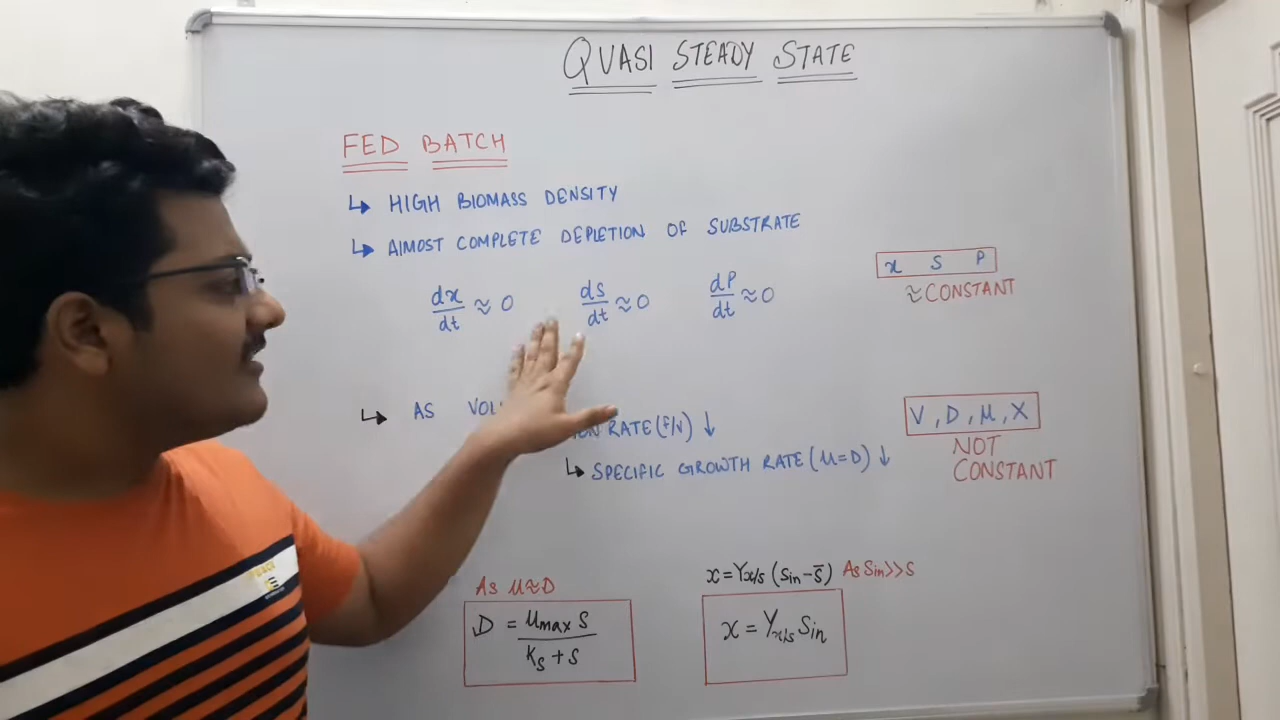 QUASI STEADY STATE
FED BATCH
↳ HIGH BIOMASS DENSITY
↳ AlMOST COMPLETE DEPLETION OF SUBSTRATE
dx/dt ≈ 0 ds/dt ≈ 0 dP/dt ≈ 0
x S P
≈ CONSTANT
↳ AS
RATE (F/V) ↓
↳ SPECIFIC GROWTH RATE (μ=D) ↓
V, D, μ, X
NOT
CONSTANT
As μ≈D
D = μmax S / Ks + S
x = Yx/s (Sin - S̅) As Sin>>S
x = Yx/s Sin